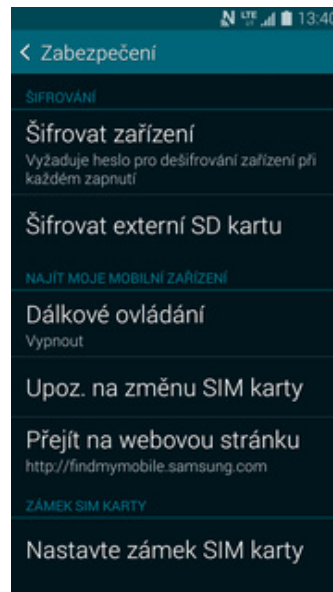 LTE 13:40
Zabezpečení
ŠIFROVÁNÍ
Šifrovat zařízení
Vyžaduje heslo pro dešifrování zařízení při
každém zapnutí
Šifrovat externí SD kartu
NAJÍT MOJE MOBILNÍ ZAŘÍZENÍ
Dálkové ovládání
Vypnout
Upoz. na změnu SIM karty
Přejít na webovou stránku
http://findmymobile.samsung.com
ZÁMEK SIM KARTY
Nastavte zámek SIM karty